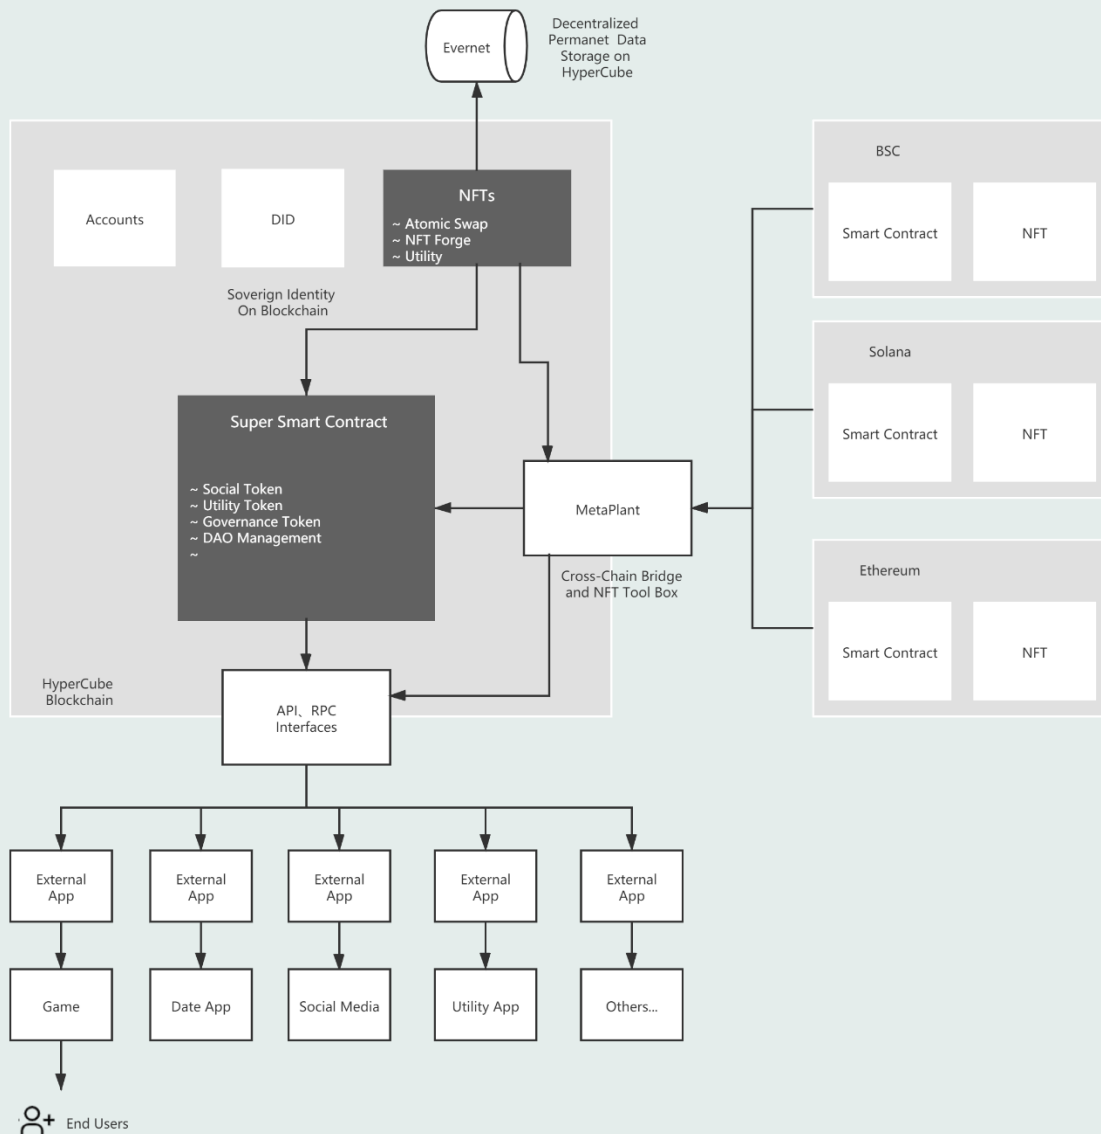 Evernet
Decentralized
Permanet Data
Storage on
HyperCube
Accounts
DID
Soverign Identity
On Blockchain
NFTs
~ Atomic Swap
~ NFT Forge
~ Utility
BSC
Smart Contract
NFT
Solana
Smart Contract
NFT
Ethereum
Smart Contract
NFT
Super Smart Contract
~ Social Token
~ Utility Token
~ Governance Token
~ DAO Management
~
MetaPlant
Cross-Chain Bridge
and NFT Tool Box
HyperCube
Blockchain
API、RPC
Interfaces
External
App
External
App
External
App
External
App
External
App
Game
Date App
Social Media
Utility App
Others...
End Users